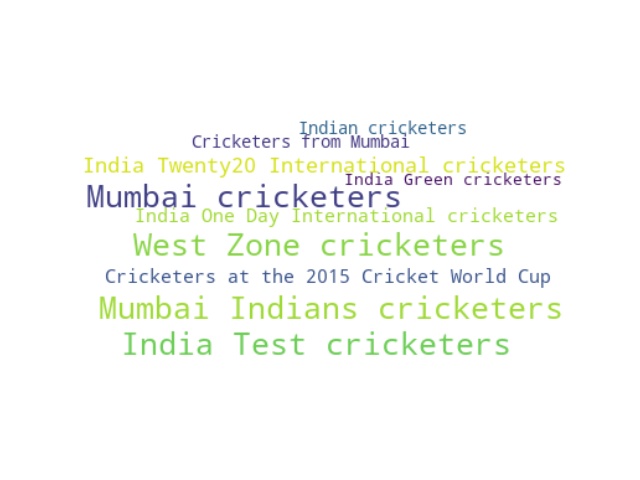 Indian cricketers
Cricketers from Mumbai
India Twenty20 International cricketers
India Green cricketers
Mumbai cricketers
India One Day International cricketers
West Zone cricketers
Cricketers at the 2015 Cricket World Cup
Mumbai Indians cricketers
India Test cricketers